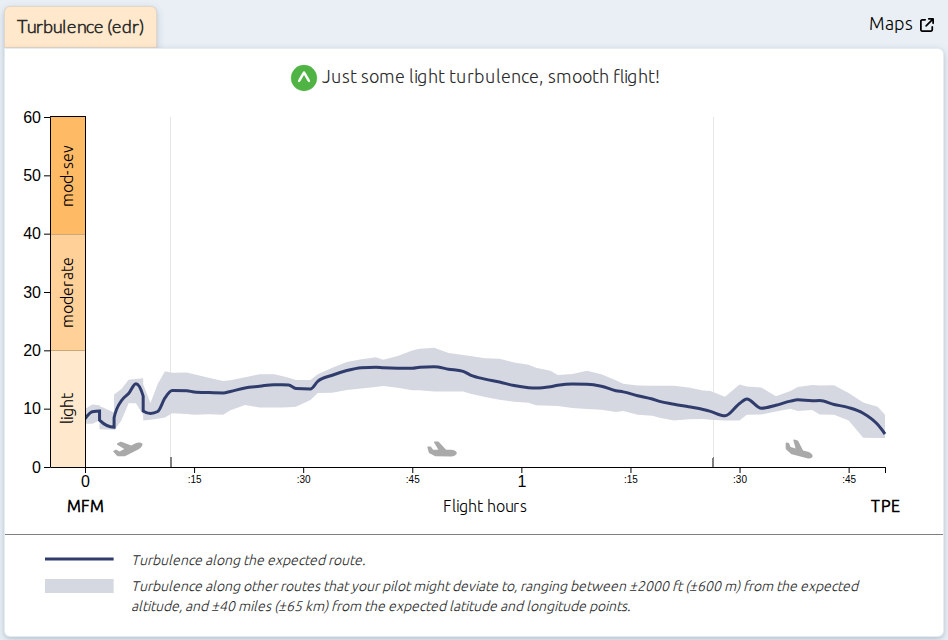 Turbulence (edr)
Maps
Just some light turbulence, smooth flight!
60
50
40
30
20
10
0
mod-sev
moderate
light
0 :15 :30 :45 1 :15 :30 :45
MFM Flight hours TPE
Turbulence along the expected route.
Turbulence along other routes that your pilot might deviate to, ranging between ±2000 ft (±600 m) from the expected
altitude, and ±40 miles (±65 km) from the expected latitude and longitude points.